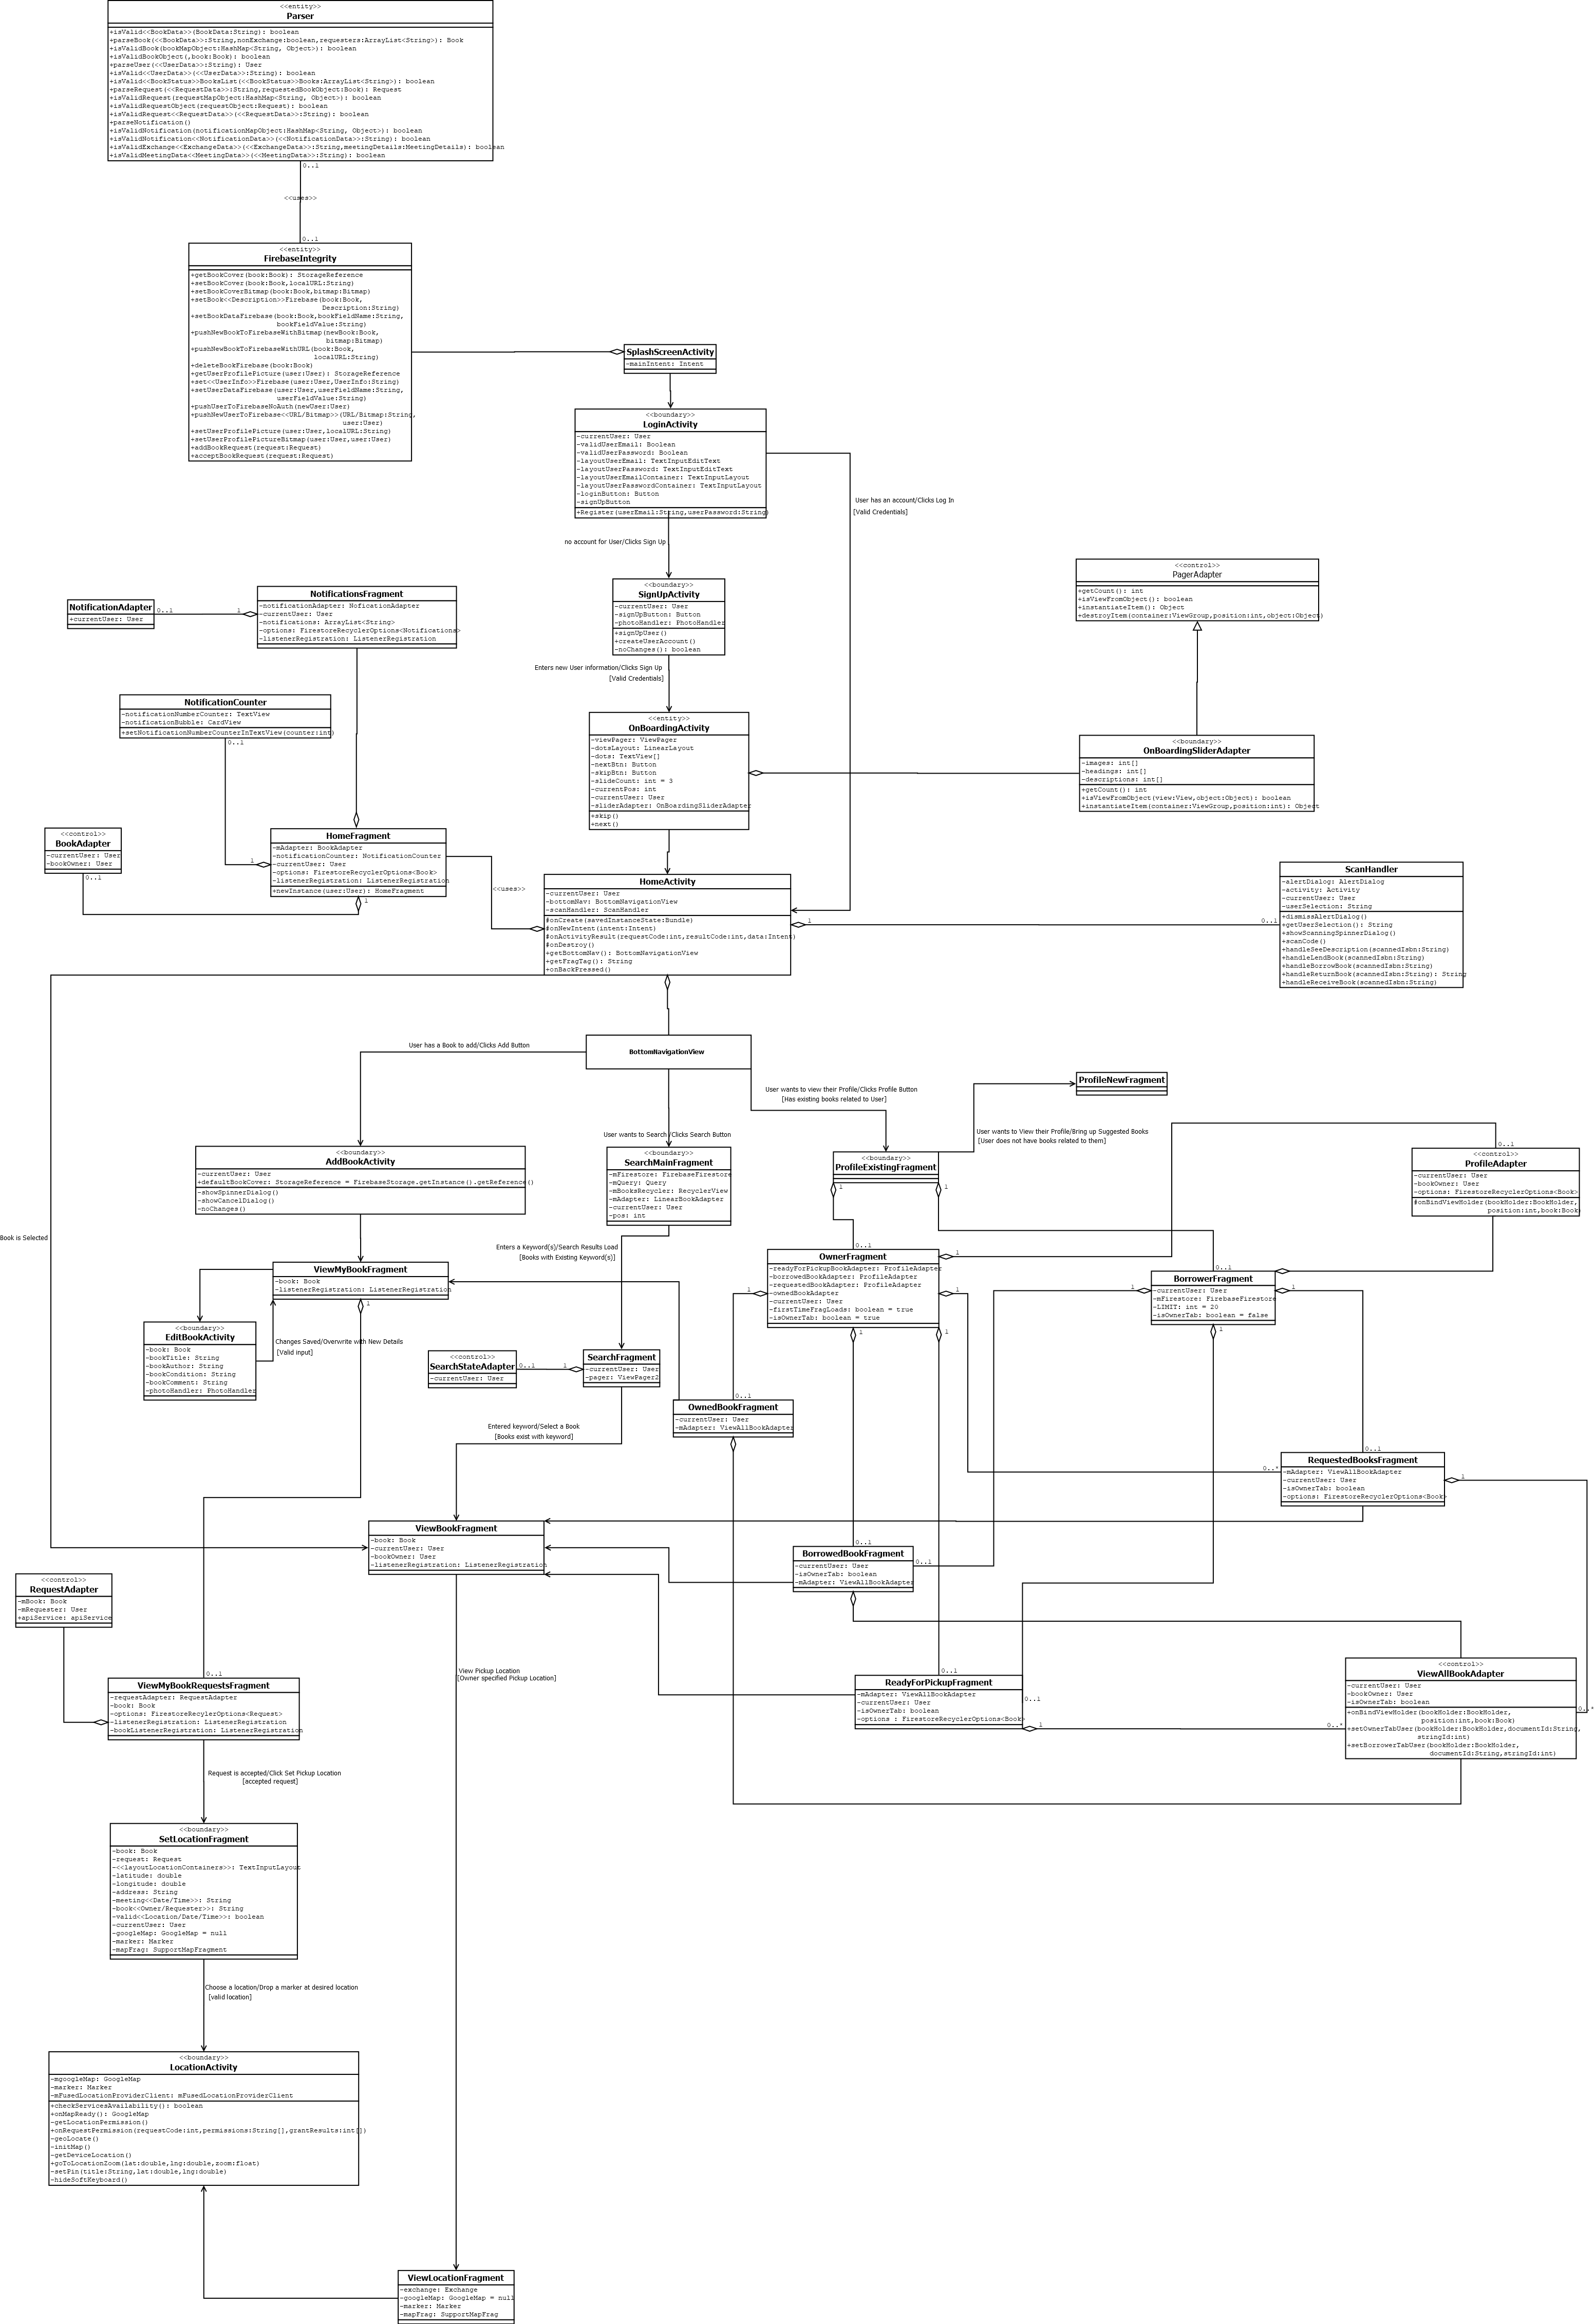 <<entity>>
Parser
+isValid<<BookData>>(BookData:String): boolean
+parseBook(<<BookData>>:String,nonExchange:boolean,requesters:ArrayList<String>): Book
+isValidBook(bookMapObject:HashMap<String, Object>): boolean
+isValidBookObject(,book:Book): boolean
+parseUser(<<UserData>>:String): User
+isValid<<UserData>>(<<UserData>>:String): boolean
+isValid<<BookStatus>>BooksList(<<BookStatus>>Books:ArrayList<String>): boolean
+parseRequest(<<RequestData>>:String,requestedBookObject:Book): Request
+isValidRequest(requestMapObject:HashMap<String, Object>): boolean
+isValidRequestObject(requestObject:Request): boolean
+isValidRequest<<RequestData>>(<<RequestData>>:String): boolean
+parseNotification()
+isValidNotification(notificationMapObject:HashMap<String, Object>): boolean
+isValidNotification<<NotificationData>>(<<NotificationData>>:String): boolean
+isValidExchange<<ExchangeData>>(<<ExchangeData>>:String,meetingDetails:MeetingDetails): boolean
+isValidMeetingData<<MeetingData>>(<<MeetingData>>:String): boolean
0..1
<<uses>>
0..1
<<entity>>
FirebaseIntegrity
+getBookCover(book:Book): StorageReference
+setBookCover(book:Book,localURL:String)
+setBookCoverBitmap(book:Book,bitmap:Bitmap)
+setBook<<Description>>Firebase(book:Book,
Description:String)
+setBookDataFirebase(book:Book,bookFieldName:String,
bookFieldValue:String)
+pushNewBookToFirebaseWithBitmap(newBook:Book,
bitmap:Bitmap)
+pushNewBookToFirebaseWithURL(book:Book,
localURL:String)
+deleteBookFirebase(book:Book)
+getUserProfilePicture(user:User): StorageReference
+set<<UserInfo>>Firebase(user:User,UserInfo:String)
+setUserDataFirebase(user:User,userFieldName:String,
userFieldValue:String)
+pushUserToFirebaseNoAuth(newUser:User)
+pushNewUserToFirebase<<URL/Bitmap>>(URL/Bitmap:String,
user:User)
+setUserProfilePicture(user:User,localURL:String)
+setUserProfilePictureBitmap(user:User,user:User)
+addBookRequest(request:Request)
+acceptBookRequest(request:Request)
SplashScreenActivity
-mainIntent: Intent
<<boundary>>
LoginActivity
-currentUser: User
-validUserEmail: Boolean
-validUserPassword: Boolean
-layoutUserEmail: TextInputEditText
-layoutUserPassword: TextInputEditText
-layoutUserEmailContainer: TextInputLayout
-layoutUserPasswordContainer: TextInputLayout
-loginButton: Button
-signUpButton
+Register(userEmail:String,userPassword:String)
User has an account/Clicks Log In
[Valid Credentials]
no account for User/Clicks Sign Up
<<boundary>>
SignUpActivity
-currentUser: User
-signUpButton: Button
-photoHandler: PhotoHandler
+signUpUser()
+createUserAccount()
-noChanges(): boolean
Enters new User information/Clicks Sign Up
[Valid Credentials]
<<control>>
PagerAdapter
+getCount(): int
+isViewFromObject(): boolean
+instantiateItem(): Object
+destroyItem(container:ViewGroup,position:int,object:Object)
NotificationAdapter
+currentUser: User
0..1
1
NotificationsFragment
-notificationAdapter: NoficationAdapter
-currentUser: User
-notifications: ArrayList<String>
-options: FirestoreRecyclerOptions<Notifications>
-listenerRegistration: ListenerRegistration
NotificationCounter
-notificationNumberCounter: TextView
-notificationBubble: CardView
+setNotificationNumberCounterInTextView(counter:int)
0..1
<<entity>>
OnBoardingActivity
-viewPager: ViewPager
-dotsLayout: LinearLayout
-dots: TextView[]
-nextBtn: Button
-skipBtn: Button
-slideCount: int = 3
-currentPos: int
-currentUser: User
-sliderAdapter: OnBoardingSliderAdapter
+skip()
+next()
<<boundary>>
OnBoardingSliderAdapter
-images: int[]
-headings: int[]
-descriptions: int[]
+getCount(): int
+isViewFromObject(view:View,object:Object): boolean
+instantiateItem(container:ViewGroup,position:int): Object
<<control>>
BookAdapter
-currentUser: User
-bookOwner: User
0..1
HomeFragment
-mAdapter: BookAdapter
-notificationCounter: NotificationCounter
-currentUser: User
-options: FirestoreRecyclerOptions<Book>
-listenerRegistration: ListenerRegistration
+newInstance(user:User): HomeFragment
1
1
<<uses>>
HomeActivity
-currentUser: User
-bottomNav: BottomNavigationView
-scanHandler: ScanHandler
#onCreate(savedInstanceState:Bundle)
#onNewIntent(intent:Intent)
#onActivityResult(requestCode:int,resultCode:int,data:Intent)
#onDestroy()
+getBottomNav(): BottomNavigationView
+getFragTag(): String
+onBackPressed()
1
0..1
ScanHandler
-alertDialog: AlertDialog
-activity: Activity
-currentUser: User
-userSelection: String
+dismissAlertDialog()
+getUserSelection(): String
+showScanningSpinnerDialog()
+scanCode()
+handleSeeDescription(scannedIsbn:String)
+handleLendBook(scannedIsbn:String)
+handleBorrowBook(scannedIsbn:String)
+handleReturnBook(scannedIsbn:String): String
+handleReceiveBook(scannedIsbn:String)
BottomNavigationView
User has a Book to add/Clicks Add Button
User wants to Search /Clicks Search Button
User wants to view their Profile/Clicks Profile Button
[Has existing books related to User]
ProfileNewFragment
User wants to View their Profile/Bring up Suggested Books
[User does not have books related to them]
<<boundary>>
AddBookActivity
-currentUser: User
+defaultBookCover: StorageReference = FirebaseStorage.getInstance().getReference()
-showSpinnerDialog()
-showCancelDialog()
-noChanges()
<<boundary>>
SearchMainFragment
-mFirestore: FirebaseFirestore
-mQuery: Query
-mBooksRecycler: RecyclerView
-mAdapter: LinearBookAdapter
-currentUser: User
-pos: int
<<boundary>>
ProfileExistingFragment
1
1
0..1
<<control>>
ProfileAdapter
-currentUser: User
-bookOwner: User
-options: FirestoreRecyclerOptions<Book>
#onBindViewHolder(bookHolder:BookHolder,
position:int,book:Book)
Book is Selected
Enters a Keyword(s)/Search Results Load
[Books with Existing Keyword(s)]
ViewMyBookFragment
-book: Book
-listenerRegistration: ListenerRegistration
1
0..1
OwnerFragment
-readyForPickupBookAdapter: ProfileAdapter
-borrowedBookAdapter: ProfileAdapter
-requestedBookAdapter: ProfileAdapter
-ownedBookAdapter
-currentUser: User
-firstTimeFragLoads: boolean = true
-isOwnerTab: boolean = true
1
1
1
1
1
0..1
BorrowerFragment
-currentUser: User
-mFirestore: FirebaseFirestore
-LIMIT: int = 20
-isOwnerTab: boolean = false
1
1
1
<<boundary>>
EditBookActivity
-book: Book
-bookTitle: String
-bookAuthor: String
-bookCondition: String
-bookComment: String
-photoHandler: PhotoHandler
Changes Saved/Overwrite with New Details
[Valid input]
<<control>>
SearchStateAdapter
-currentUser: User
0..1
1
SearchFragment
-currentUser: User
-pager: ViewPager2
Entered keyword/Select a Book
[Books exist with keyword]
0..1
OwnedBookFragment
-currentUser: User
-mAdapter: ViewAllBookAdapter
0..1
0..*
RequestedBooksFragment
-mAdapter: ViewAllBookAdapter
-currentUser: User
-isOwnerTab: boolean
-options: FirestoreRecyclerOptions<Book>
1
ViewBookFragment
-book: Book
-currentUser: User
-bookOwner: User
-listenerRegistration: ListenerRegistration
0..1
BorrowedBookFragment
-currentUser: User
-isOwnerTab: boolean
-mAdapter: ViewAllBookAdapter
0..1
<<control>>
RequestAdapter
-mBook: Book
-mRequester: User
+apiService: apiService
0..1
ViewMyBookRequestsFragment
-requestAdapter: RequestAdapter
-book: Book
-options: FirestoreRecylerOptions<Request>
-listenerRegistration: ListenerRegistration
-bookListenerRegistration: ListenerRegistration
View Pickup Location
[Owner specified Pickup Location]
0..1
ReadyForPickupFragment
-mAdapter: ViewAllBookAdapter
-currentUser: User
-isOwnerTab: boolean
-options : FirestoreRecyclerOptions<Book>
0..1
1
0..*
<<control>>
ViewAllBookAdapter
-currentUser: User
-bookOwner: User
-isOwnerTab: boolean
+onBindViewHolder(bookHolder:BookHolder,
position:int,book:Book)
+setOwnerTabUser(bookHolder:BookHolder,documentId:String,
stringId:int)
+setBorrowerTabUser(bookHolder:BookHolder,
documentId:String,stringId:int)
0..*
Request is accepted/Click Set Pickup Location
[accepted request]
<<boundary>>
SetLocationFragment
-book: Book
-request: Request
-<<layoutLocationContainers>>: TextInputLayout
-latitude: double
-longitude: double
-address: String
-meeting<<Date/Time>>: String
-book<<Owner/Requester>>: String
-valid<<Location/Date/Time>>: boolean
-currentUser: User
-googleMap: GoogleMap = null
-marker: Marker
-mapFrag: SupportMapFragment
Choose a location/Drop a marker at desired location
[valid location]
<<boundary>>
LocationActivity
-mgoogleMap: GoogleMap
-marker: Marker
-mFusedLocationProviderClient: mFusedLocationProviderClient
+checkServicesAvailability(): boolean
+onMapReady(): GoogleMap
-getLocationPermission()
+onRequestPermission(requestCode:int,permissions:String[],grantResults:int[])
-geoLocate()
-initMap()
-getDeviceLocation()
+goToLocationZoom(lat:double,lng:double,zoom:float)
-setPin(title:String,lat:double,lng:double)
-hideSoftKeyboard()
ViewLocationFragment
-exchange: Exchange
-googleMap: GoogleMap = null
-marker: Marker
-mapFrag: SupportMapFrag